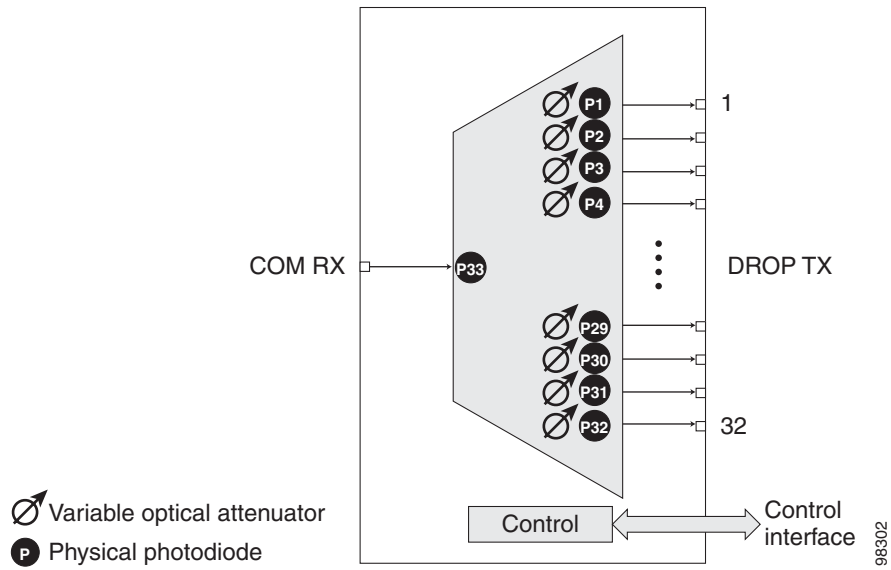 P1
1
P2
P3
P4
COM RX
P33
DROP TX
P29
P30
P31
P32
32
Variable optical attenuator
P Physical photodiode
Control
Control
interface
98302